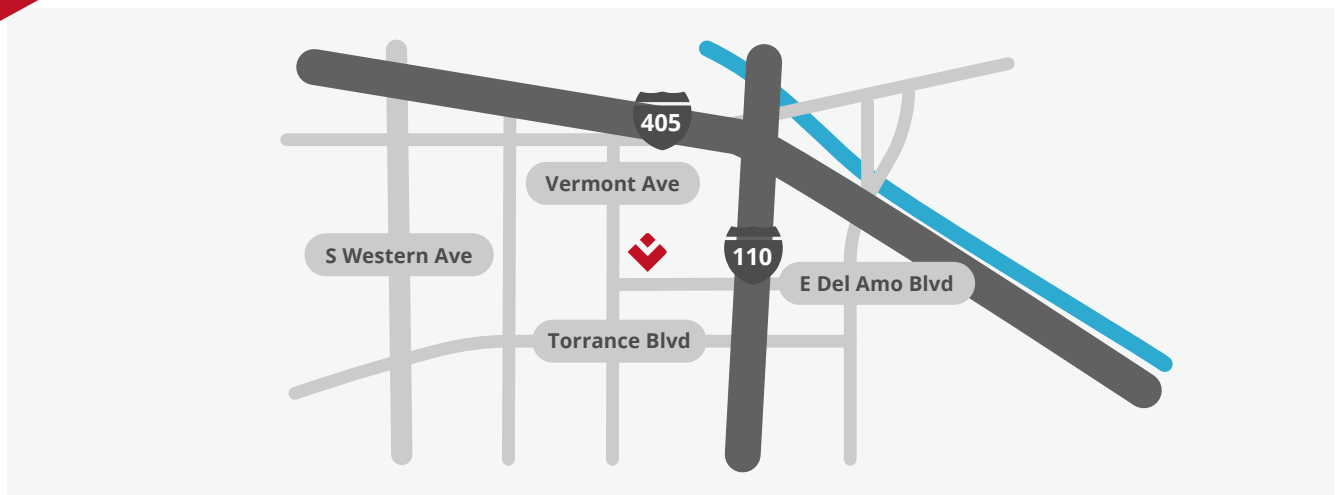 405
Vermont Ave
S Western Ave
110
E Del Amo Blvd
Torrance Blvd